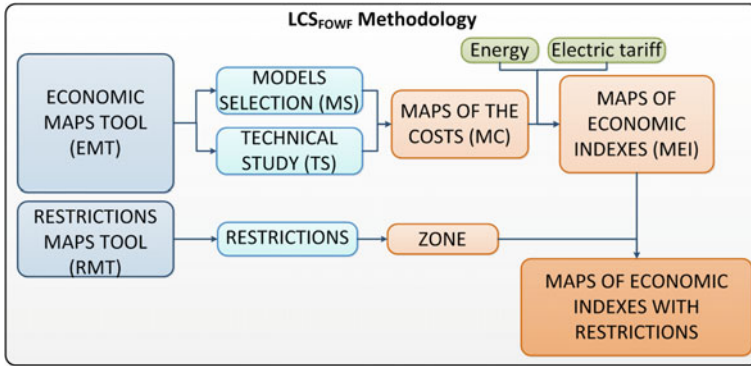 LCSFOWF Methodology
Energy
Electric tariff
ECONOMIC
MAPS TOOL
(EMT)
MODELS
SELECTION (MS)
TECHNICAL
STUDY (TS)
MAPS OF THE
COSTS (MC)
MAPS OF
ECONOMIC
INDEXES (MEI)
RESTRICTIONS
MAPS TOOL
(RMT)
RESTRICTIONS
ZONE
MAPS OF ECONOMIC
INDEXES WITH
RESTRICTIONS